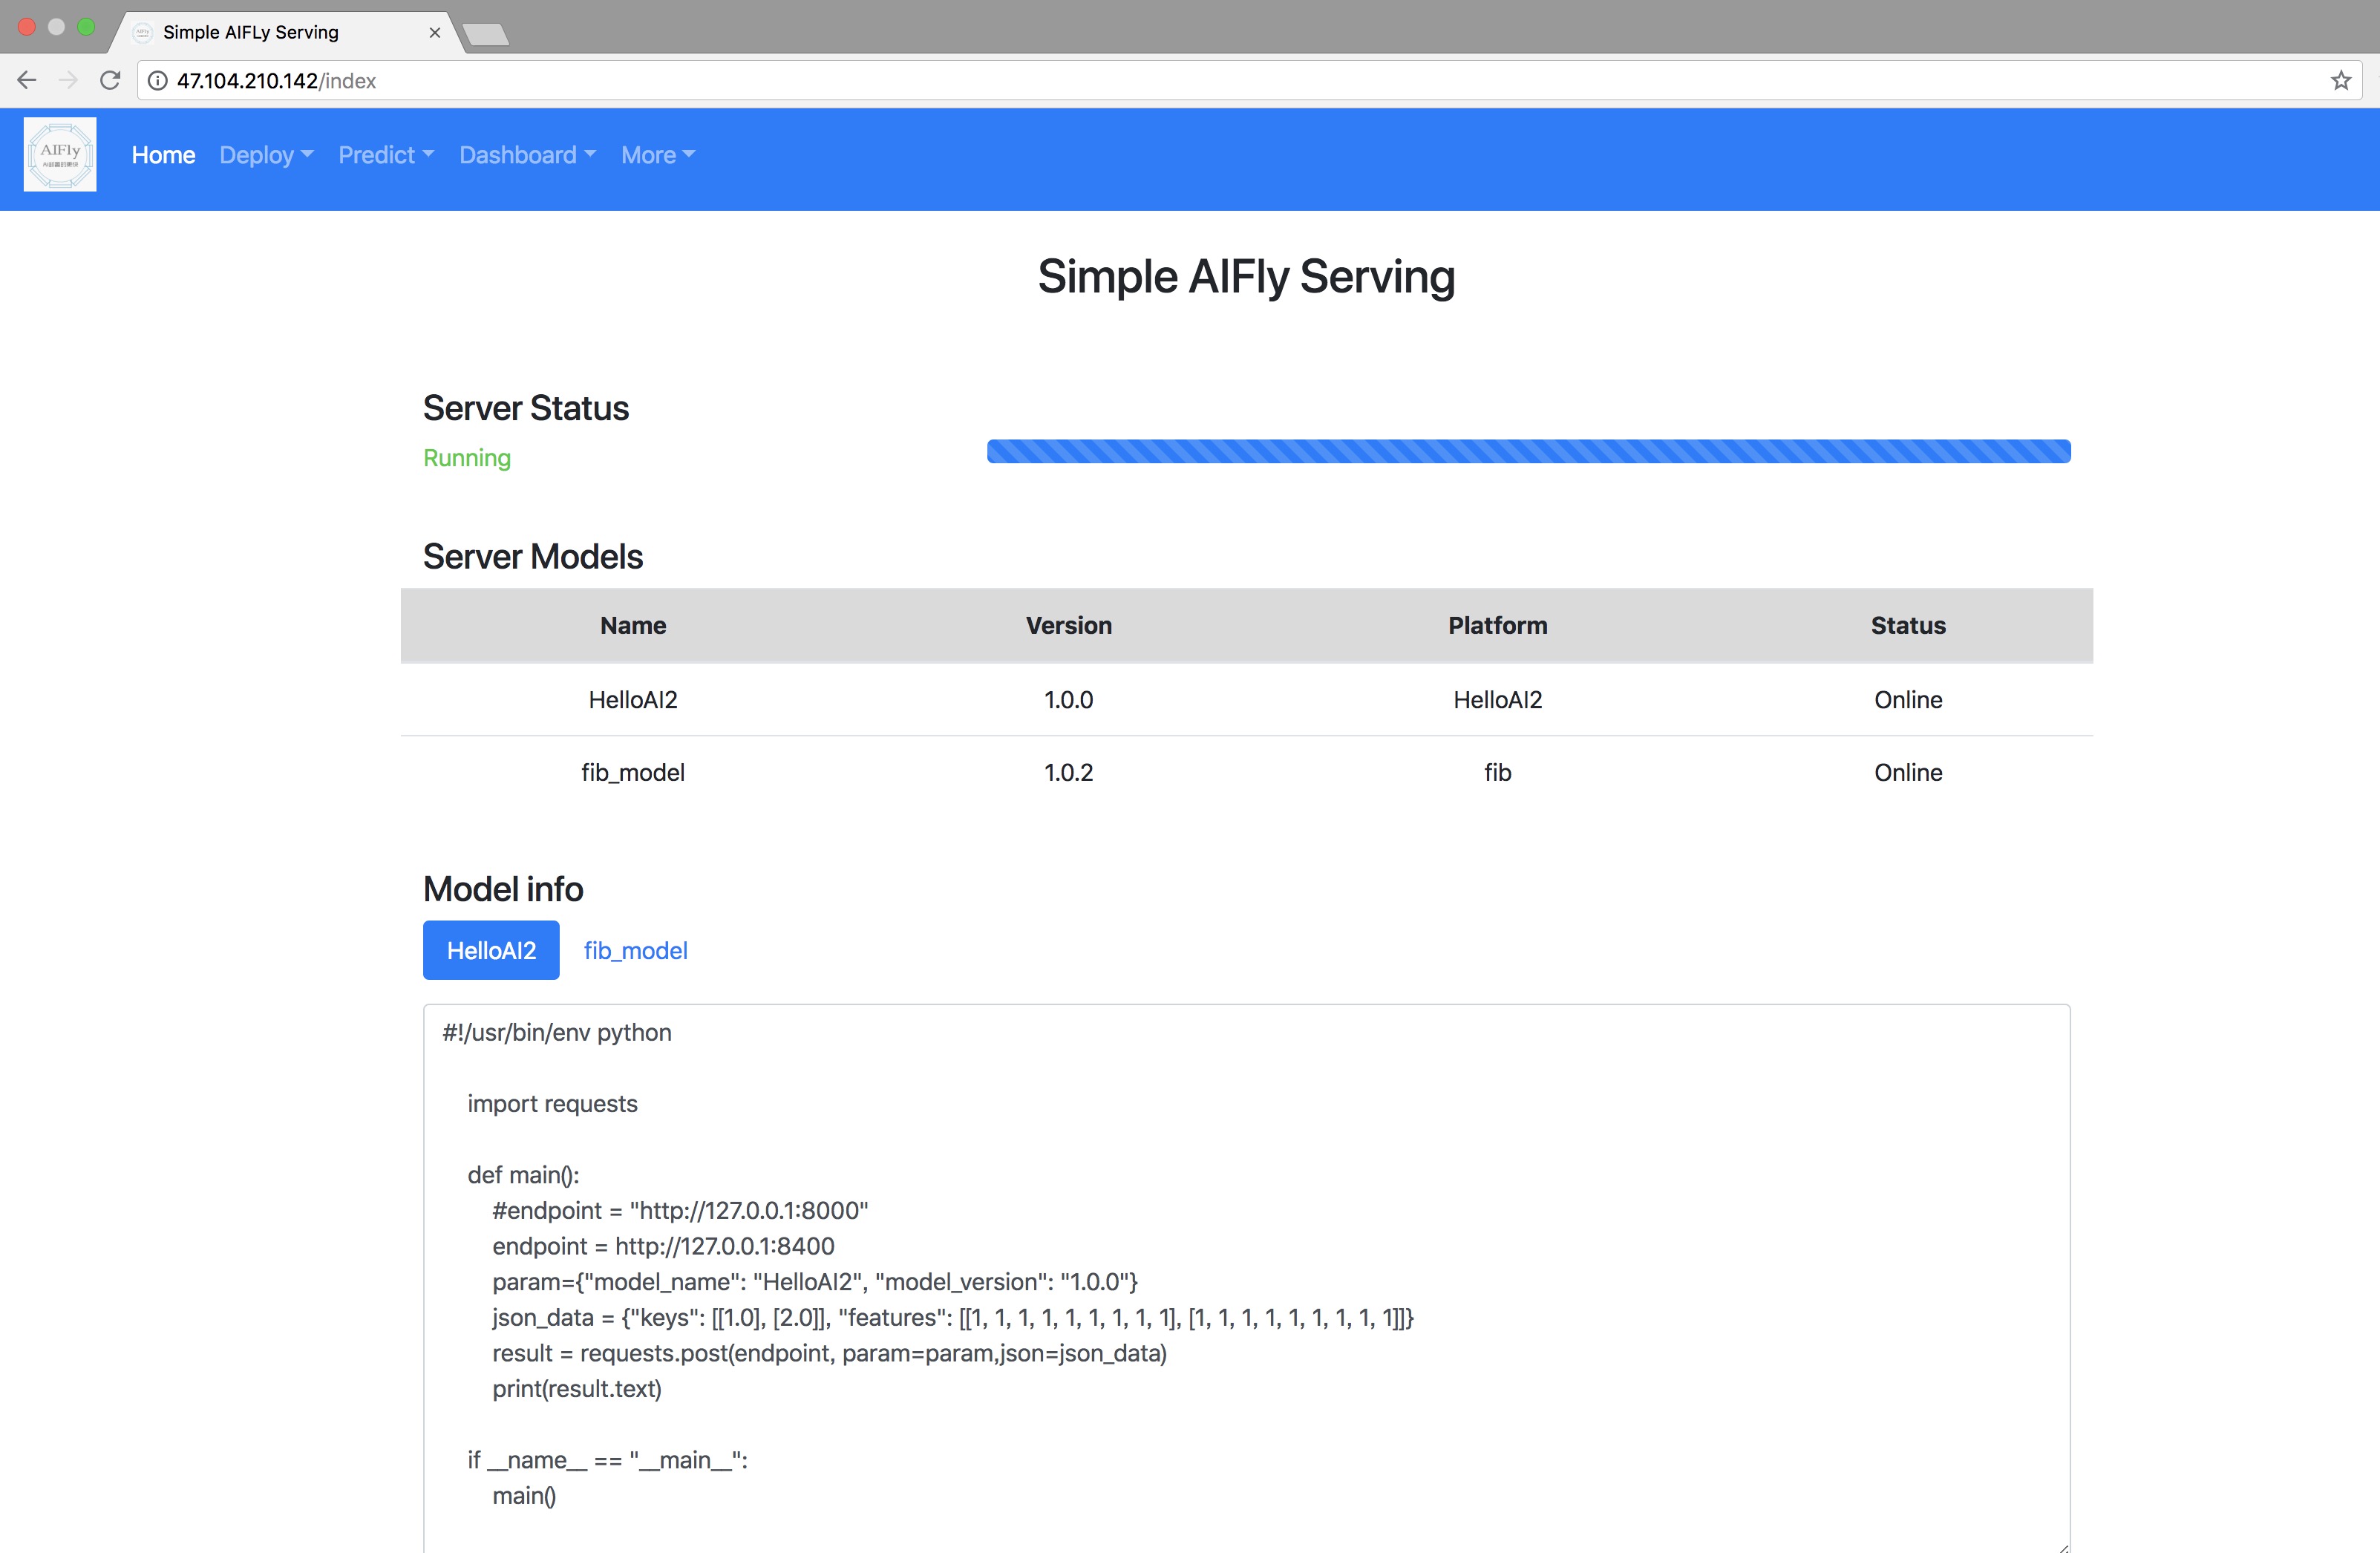 Simple AIFLy Serving
47.104.210.142/index
AIFly
Home Deploy Predict Dashboard More
Simple AIFly Serving
Server Status
Running
Server Models
Name Version Platform Status
HelloAI2 1.0.0 HelloAI2 Online
fib_model 1.0.2 fib Online
Model info
HelloAI2 fib_model
#!/usr/bin/env python
import requests
def main():
#endpoint = "http://127.0.0.1:8000"
endpoint = http://127.0.0.1:8400
param={"model_name": "HelloAI2", "model_version": "1.0.0"}
json_data = {"keys": [[1.0], [2.0]], "features": [[1, 1, 1, 1, 1, 1, 1, 1, 1], [1, 1, 1, 1, 1, 1, 1, 1, 1]]}
result = requests.post(endpoint, param=param,json=json_data)
print(result.text)
if __name__ == "__main__":
main()